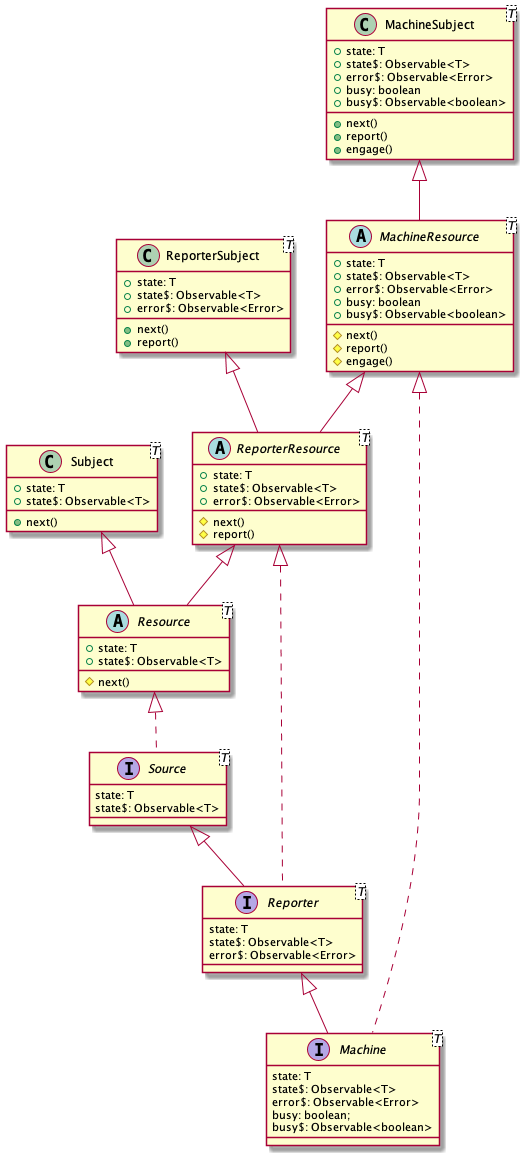 C MachineSubject T
state: T
state$: Observable<T>
error$: Observable<Error>
busy: boolean
busy$: Observable<boolean>
next()
report()
engage()
A MachineResource T
state: T
state$: Observable<T>
error$: Observable<Error>
busy: boolean
busy$: Observable<boolean>
next()
report()
engage()
C ReporterSubject T
state: T
state$: Observable<T>
error$: Observable<Error>
next()
report()
A ReporterResource T
state: T
state$: Observable<T>
error$: Observable<Error>
next()
report()
C Subject T
state: T
state$: Observable<T>
next()
A Resource T
state: T
state$: Observable<T>
next()
I Source T
state: T
state$: Observable<T>
I Reporter T
state: T
state$: Observable<T>
error$: Observable<Error>
I Machine T
state: T
state$: Observable<T>
error$: Observable<Error>
busy: boolean;
busy$: Observable<boolean>